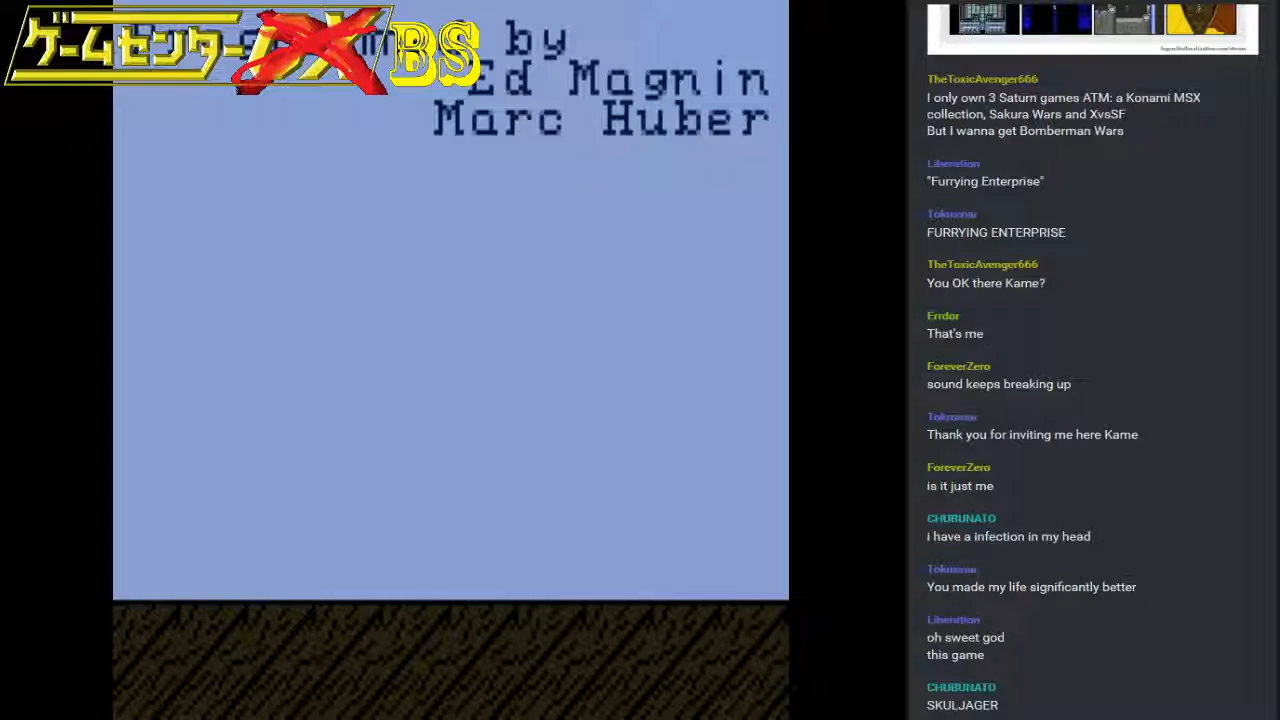 ゲームセンターDX BS
by
Ed Magnin
Marc Huber
TheToxicAvenger666
I only own 3 Saturn games ATM: a Konami MSX
collection, Sakura Wars and XvsSF
But I wanna get Bomberman Wars
Liberation
"Furrying Enterprise"
FURRYING ENTERPRISE
TheToxicAvenger666
You OK there Kame?
Errdor
That's me
ForeverZero
sound keeps breaking up
Thank you for inviting me here Kame
ForeverZero
is it just me
CHUBUNATO
i have a infection in my head
You made my life significantly better
Liberation
oh sweet god
this game
CHUBUNATO
SKULJAGER